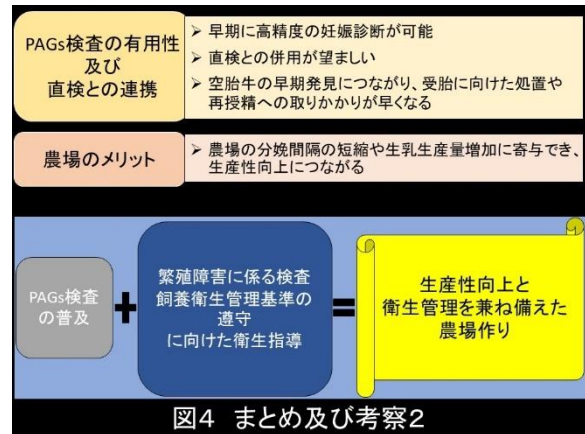 PAGs検査の有用性
及び
直検との連携
➢ 早期に高精度の妊娠診断が可能
➢ 直検との併用が望ましい
➢ 空胎牛の早期発見につながり、受胎に向けた処置や
再授精への取りかかりが早くなる
農場のメリット
➢ 農場の分娩間隔の短縮や生乳生産量増加に寄与でき、
生産性向上につながる
PAGs検査
の普及
+
繁殖障害に係る検査
飼養衛生管理基準の
遵守
に向けた衛生指導
=
生産性向上と
衛生管理を兼ね備えた
農場作り
図4 まとめ及び考察2